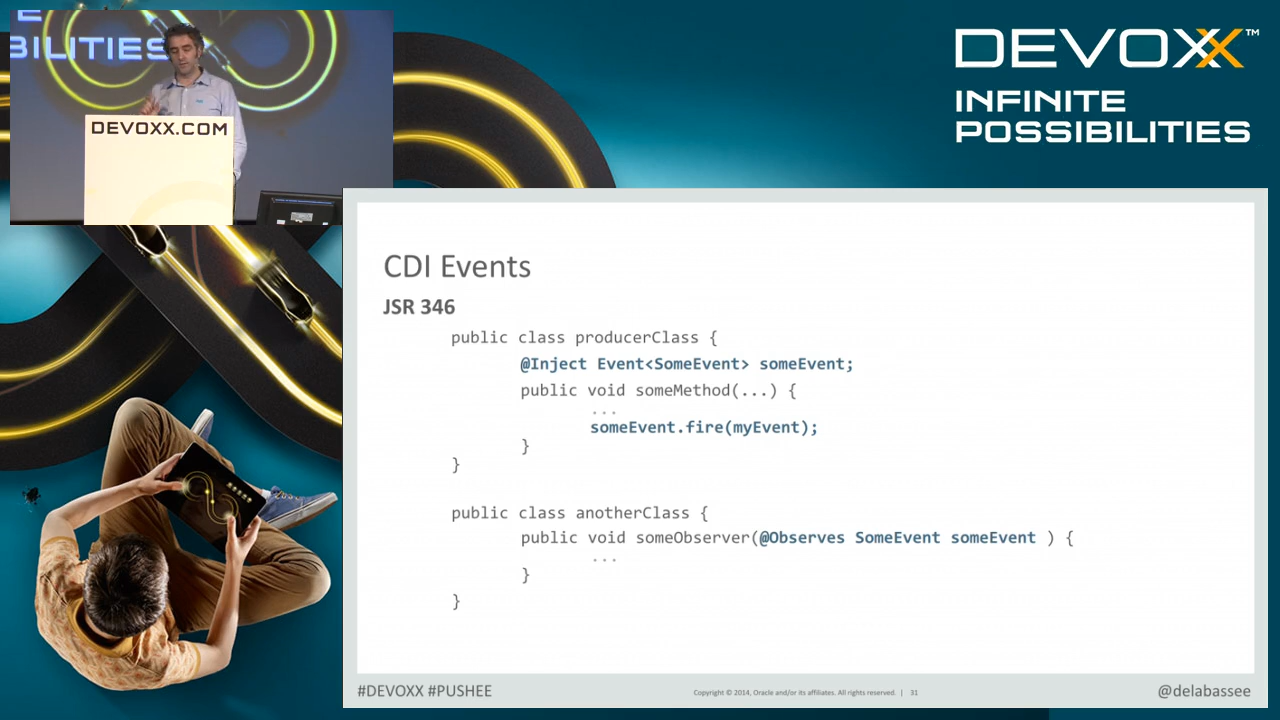 E
BILITIES
DEVOXX.COM
DEVOXX™
INFINITE
POSSIBILITIES
CDI Events
JSR 346
public class producerClass {
@Inject Event<SomeEvent> someEvent;
public void someMethod(...) {
...
someEvent.fire(myEvent);
}
}
public class anotherClass {
public void someObserver(@Observes SomeEvent someEvent ) {
...
}
}
#DEVOXX #PUSHEE
Copyright © 2014, Oracle and/or its affiliates. All rights reserved. | 31
@delabassee